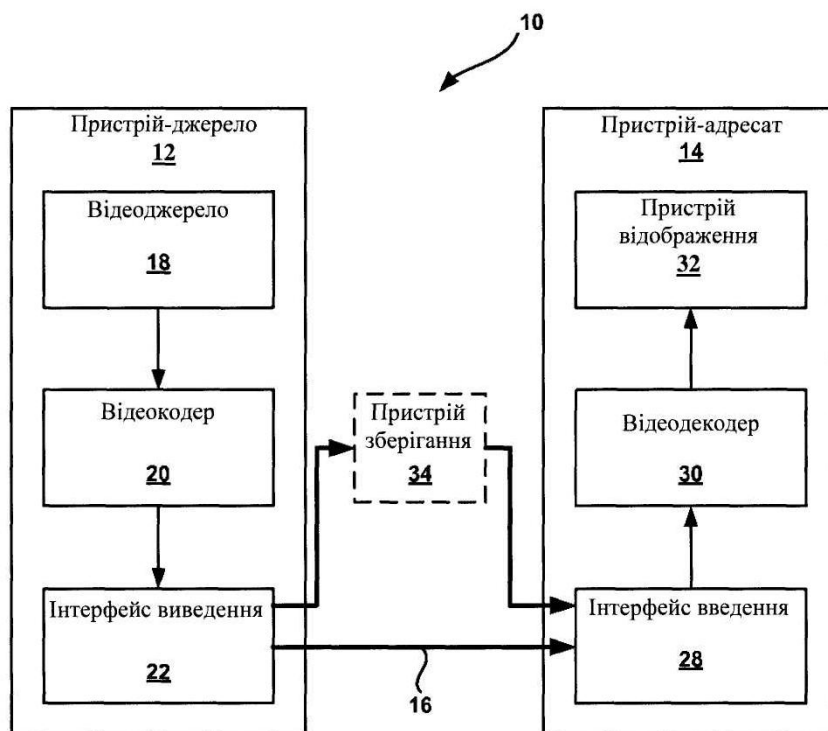 10
Пристрій-джерело
12
Відеоджерело
18
Відеокодер
20
Інтерфейс виведення
22
Пристрій
зберігання
34
16
Пристрій-адресат
14
Пристрій
відображення
32
Відеодекодер
30
Інтерфейс введення
28